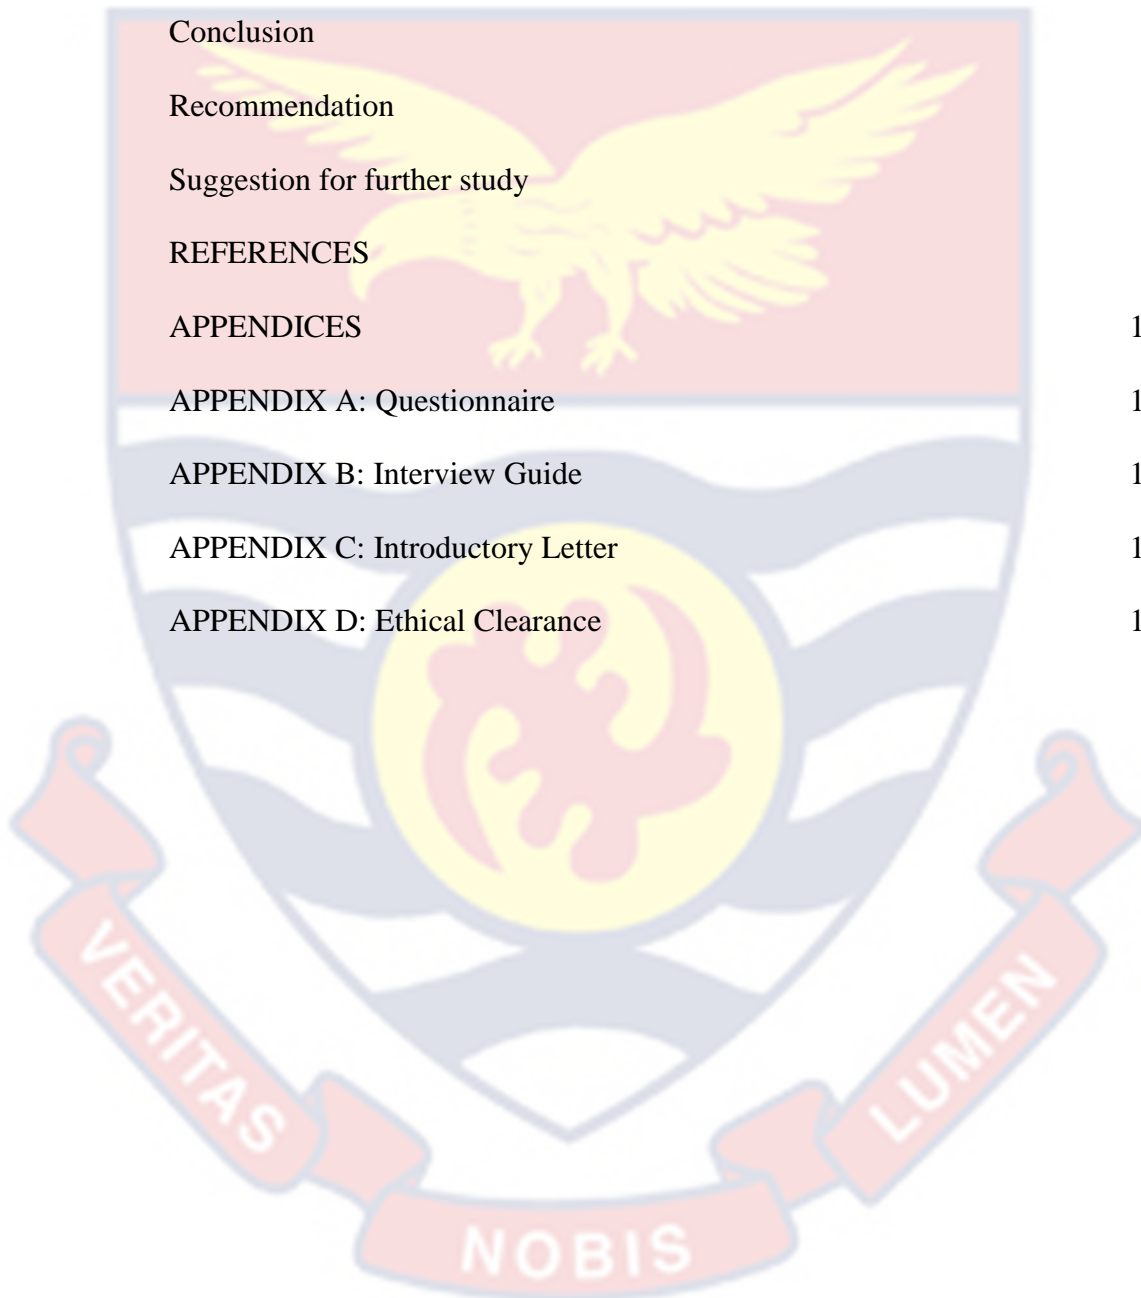 Conclusion
Recommendation
Suggestion for further study
REFERENCES
APPENDICES 1
APPENDIX A: Questionnaire 1
APPENDIX B: Interview Guide 1
APPENDIX C: Introductory Letter 1
APPENDIX D: Ethical Clearance 1
VERITAS
NOBIS
LUMEN